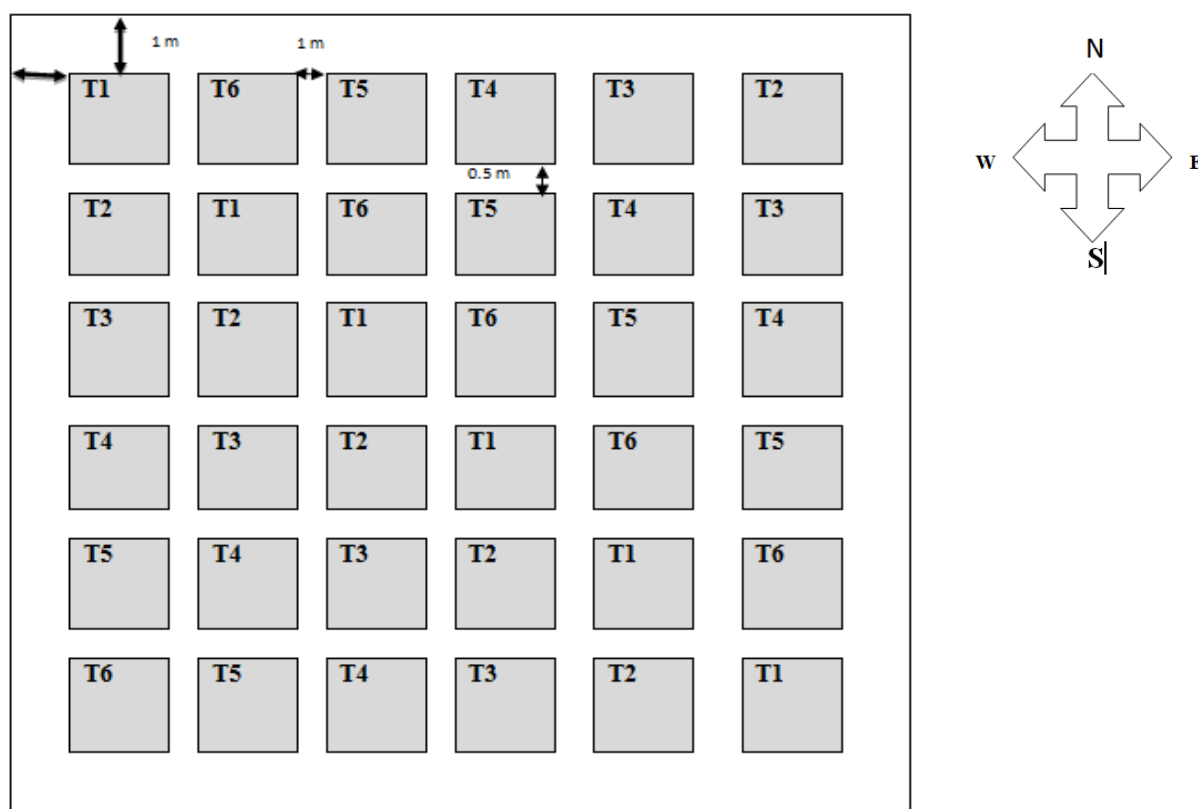 1 m 1 m
T1 T6 T5 T4 T3 T2
0.5 m
T2 T1 T6 T5 T4 T3
T3 T2 T1 T6 T5 T4
T4 T3 T2 T1 T6 T5
T5 T4 T3 T2 T1 T6
T6 T5 T4 T3 T2 T1
N
W E
S